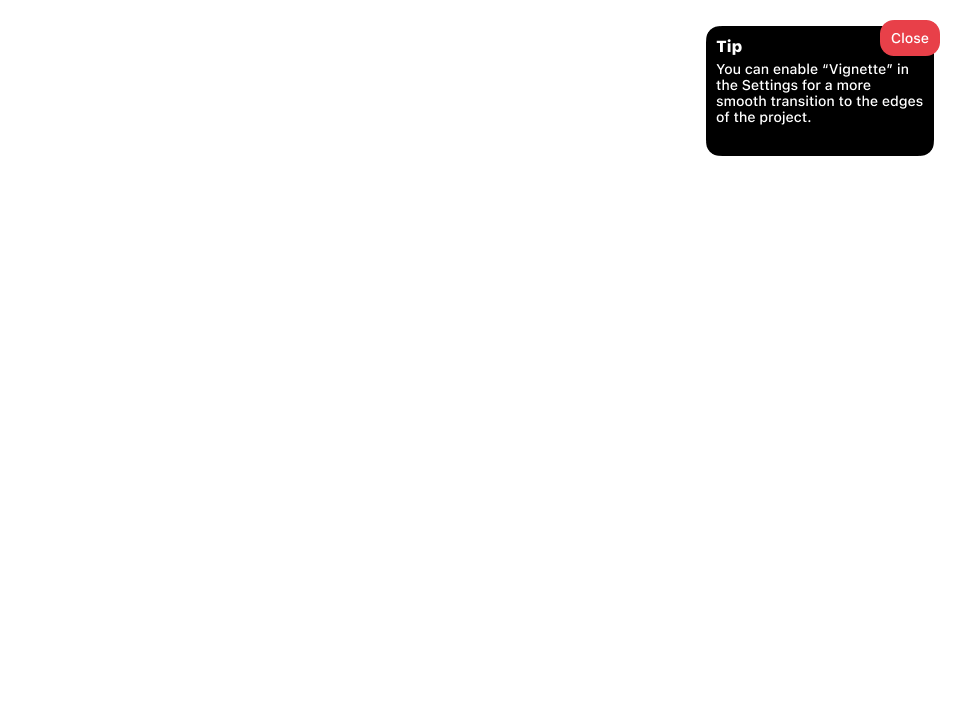 Close
Tip
You can enable “Vignette” in
the Settings for a more
smooth transition to the edges
of the project.